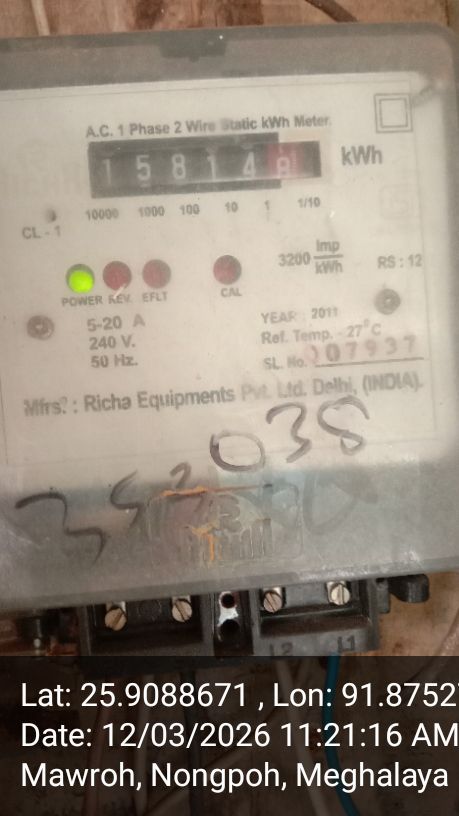 A.C. 1 Phase 2 Wire Static kWh Meter.
1 5 8 1 4 8 kWh
10000 1000 100 10 1 1/10
CL - 1
3200 Imp/kWh
RS : 12
POWER REV. EFLT CAL
5-20 A
240 V.
50 Hz.
YEAR : 2011
Ref. Temp. - 27°C
SL. No. 007937
Mfrs. : Richa Equipments Pvt. Ltd. Delhi, (INDIA).
038
L2 L1
Lat: 25.9088671 , Lon: 91.8752
Date: 12/03/2026 11:21:16 AM
Mawroh, Nongpoh, Meghalaya